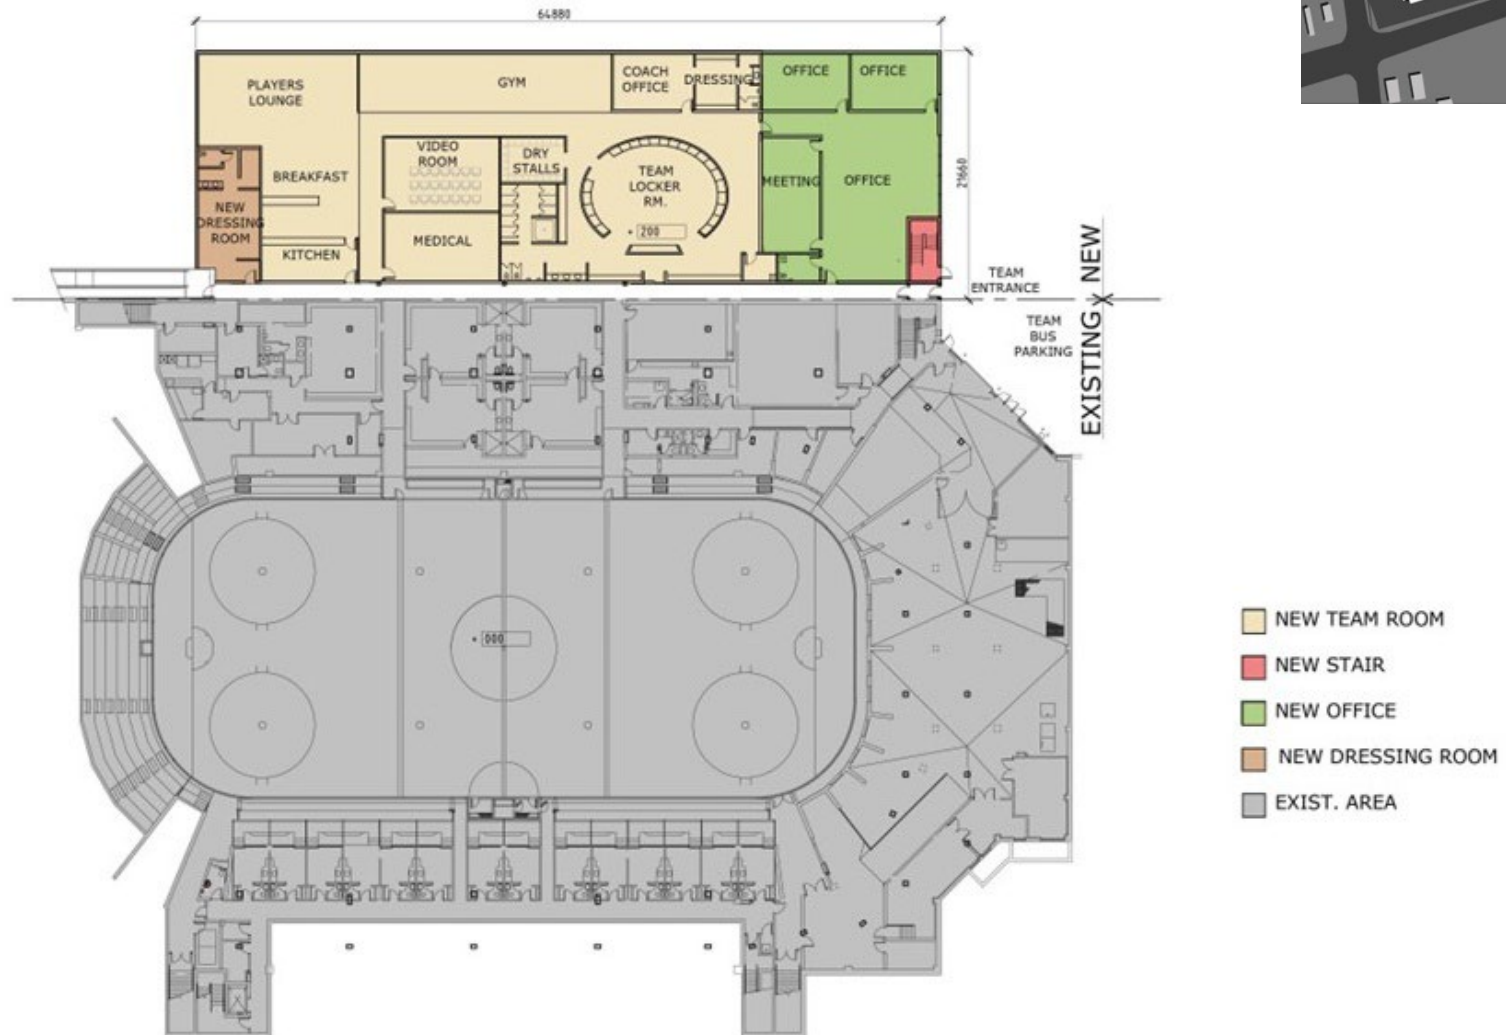 64880
PLAYERS
LOUNGE
GYM
COACH
OFFICE
DRESSING
OFFICE
OFFICE
VIDEO
ROOM
DRY
STALLS
BREAKFAST
TEAM
LOCKER
RM.
MEETING
OFFICE
21660
NEW
DRESSING
ROOM
+ 200
MEDICAL
KITCHEN
TEAM
ENTRANCE
TEAM
BUS
PARKING
EXISTING
NEW
+ 000
NEW TEAM ROOM
NEW STAIR
NEW OFFICE
NEW DRESSING ROOM
EXIST. AREA